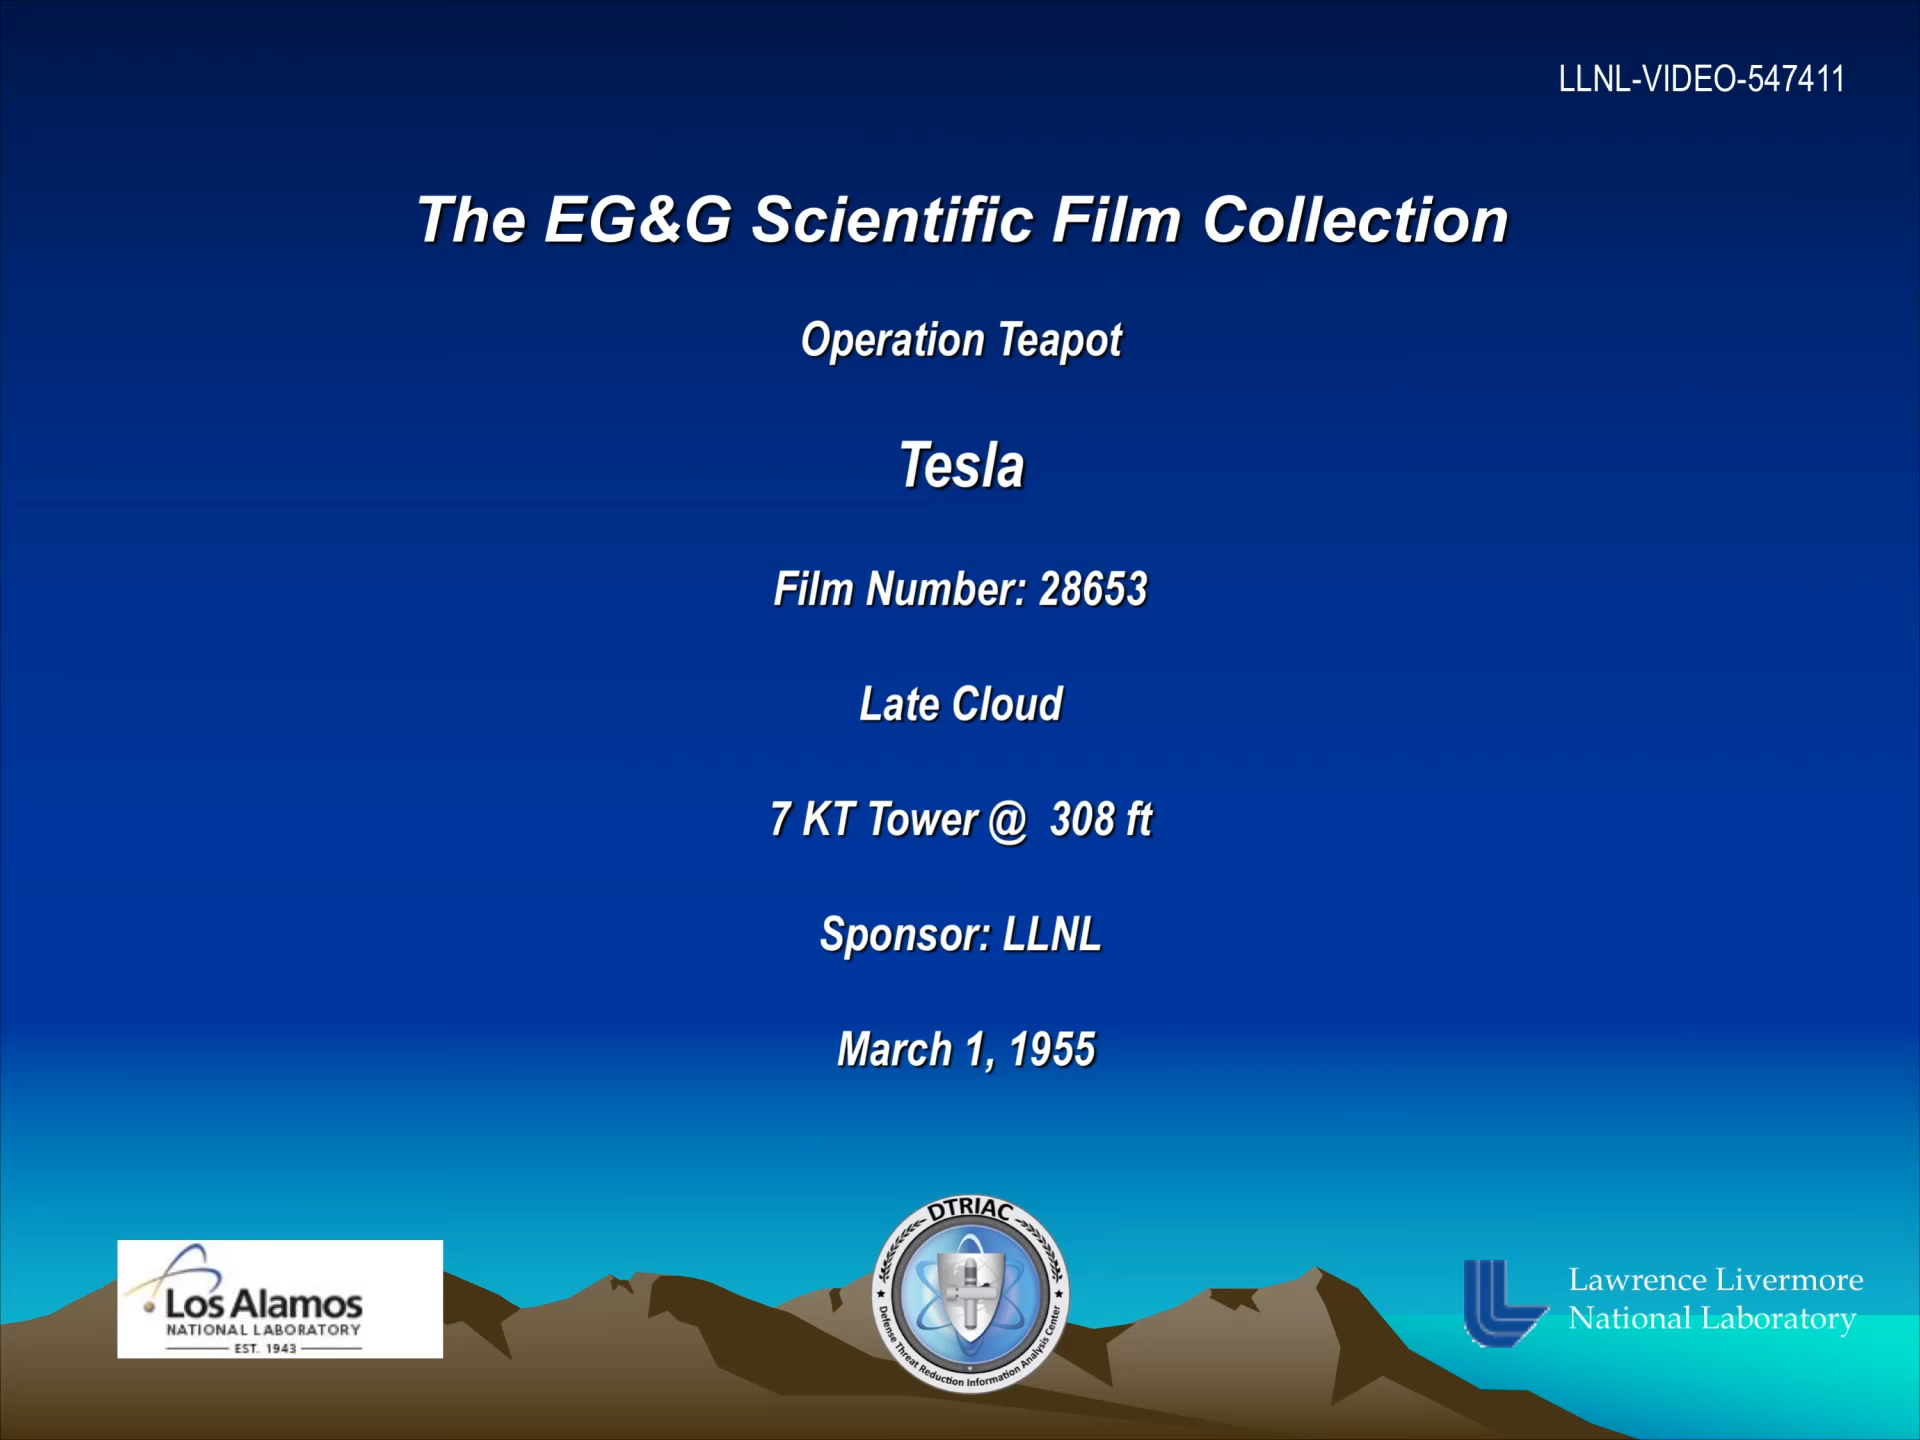 LLNL-VIDEO-547411
The EG&G Scientific Film Collection
Operation Teapot
Tesla
Film Number: 28653
Late Cloud
7 KT Tower @ 308 ft
Sponsor: LLNL
March 1, 1955
Los Alamos
NATIONAL LABORATORY
EST. 1943
DTRIAC
Defense Threat Reduction Information Analysis Center
Lawrence Livermore
National Laboratory